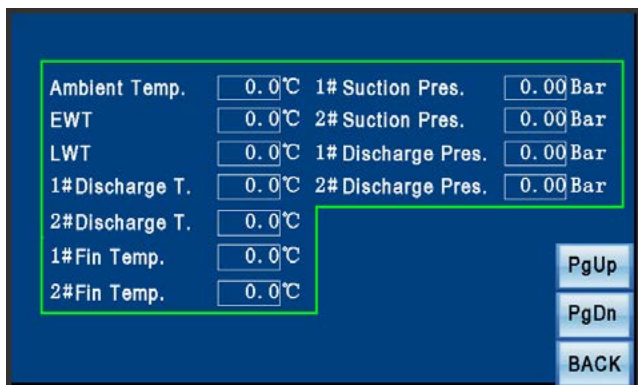 Ambient Temp. 0.0℃ 1# Suction Pres. 0.00 Bar
EWT 0.0℃ 2# Suction Pres. 0.00 Bar
LWT 0.0℃ 1# Discharge Pres. 0.00 Bar
1#Discharge T. 0.0℃ 2# Discharge Pres. 0.00 Bar
2#Discharge T. 0.0℃
1#Fin Temp. 0.0℃
2#Fin Temp. 0.0℃
PgUp
PgDn
BACK